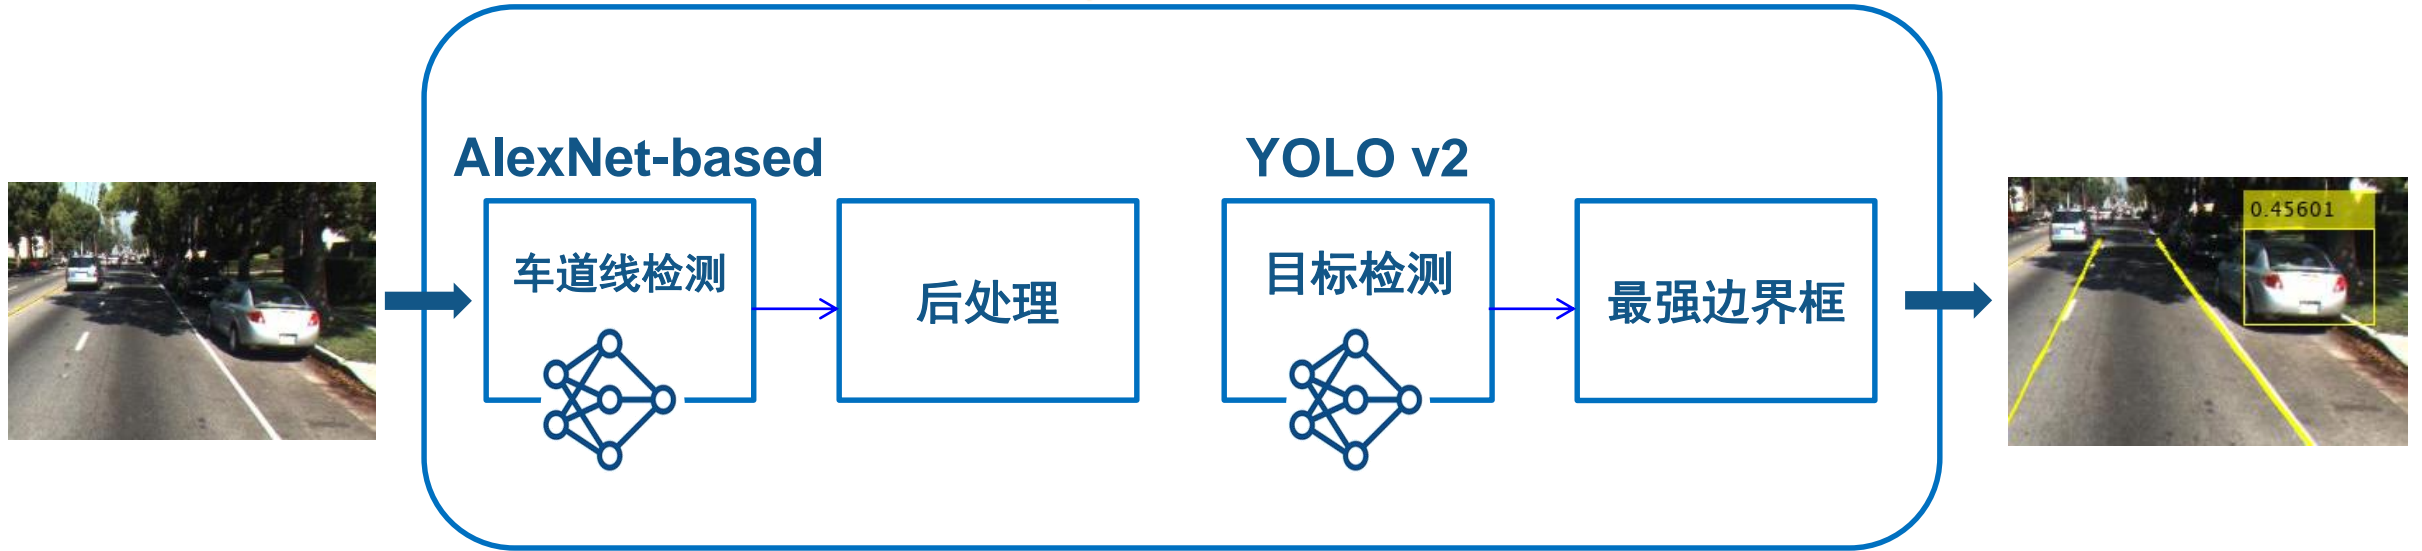 AlexNet-based
车道线检测
后处理
YOLO v2
目标检测
最强边界框
0.45601